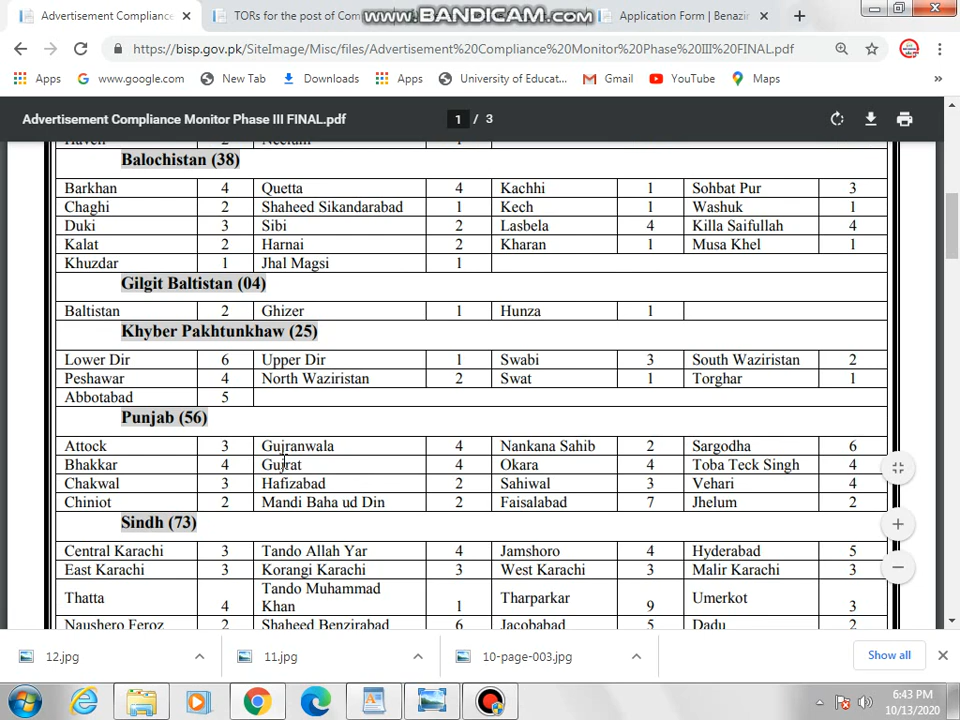 Advertisement Compliance
TORs for the post of Com
WWW.BANDICAM.COM
Application Form | Benazir
https://bisp.gov.pk/SiteImage/Misc/files/Advertisement%20Compliance%20Monitor%20Phase%20III%20FINAL.pdf
Apps www.google.com New Tab Downloads Apps University of Educat... Gmail YouTube Maps »
Advertisement Compliance Monitor Phase III FINAL.pdf 1 / 3
Balochistan (38)
Barkhan 4 Quetta 4 Kachhi 1 Sohbat Pur 3
Chaghi 2 Shaheed Sikandarabad 1 Kech 1 Washuk 1
Duki 3 Sibi 2 Lasbela 4 Killa Saifullah 4
Kalat 2 Harnai 2 Kharan 1 Musa Khel 1
Khuzdar 1 Jhal Magsi 1
Gilgit Baltistan (04)
Baltistan 2 Ghizer 1 Hunza 1
Khyber Pakhtunkhaw (25)
Lower Dir 6 Upper Dir 1 Swabi 3 South Waziristan 2
Peshawar 4 North Waziristan 2 Swat 1 Torghar 1
Abbotabad 5
Punjab (56)
Attock 3 Gujranwala 4 Nankana Sahib 2 Sargodha 6
Bhakkar 4 Gujrat 4 Okara 4 Toba Teck Singh 4
Chakwal 3 Hafizabad 2 Sahiwal 3 Vehari 4
Chiniot 2 Mandi Baha ud Din 2 Faisalabad 7 Jhelum 2
Sindh (73)
Central Karachi 3 Tando Allah Yar 4 Jamshoro 4 Hyderabad 5
East Karachi 3 Korangi Karachi 3 West Karachi 3 Malir Karachi 3
Thatta 4 Tando Muhammad Khan 1 Tharparkar 9 Umerkot 3
Naushero Feroz 2 Shaheed Benzirabad 6 Jacobabad 5 Dadu 2
12.jpg 11.jpg 10-page-003.jpg Show all
6:43 PM
10/13/2020